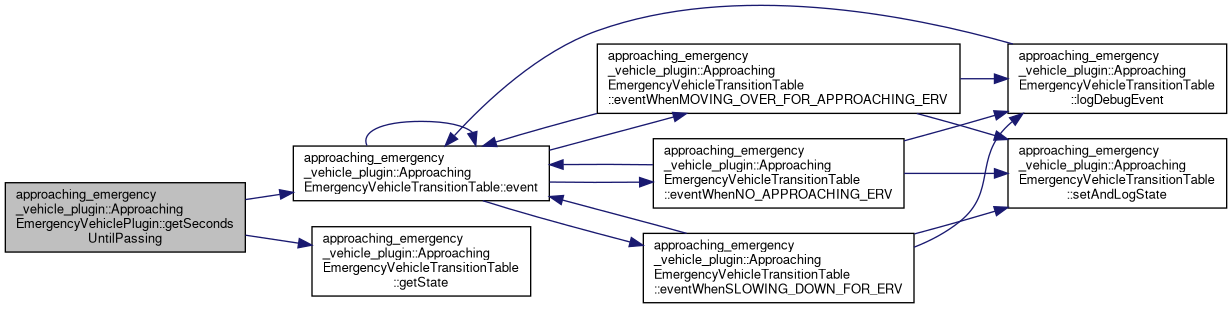 approaching_emergency
_vehicle_plugin::Approaching
EmergencyVehiclePlugin::getSeconds
UntilPassing
approaching_emergency
_vehicle_plugin::Approaching
EmergencyVehicleTransitionTable::event
approaching_emergency
_vehicle_plugin::Approaching
EmergencyVehicleTransitionTable
::getState
approaching_emergency
_vehicle_plugin::Approaching
EmergencyVehicleTransitionTable
::eventWhenMOVING_OVER_FOR_APPROACHING_ERV
approaching_emergency
_vehicle_plugin::Approaching
EmergencyVehicleTransitionTable
::eventWhenNO_APPROACHING_ERV
approaching_emergency
_vehicle_plugin::Approaching
EmergencyVehicleTransitionTable
::eventWhenSLOWING_DOWN_FOR_ERV
approaching_emergency
_vehicle_plugin::Approaching
EmergencyVehicleTransitionTable
::logDebugEvent
approaching_emergency
_vehicle_plugin::Approaching
EmergencyVehicleTransitionTable
::setAndLogState